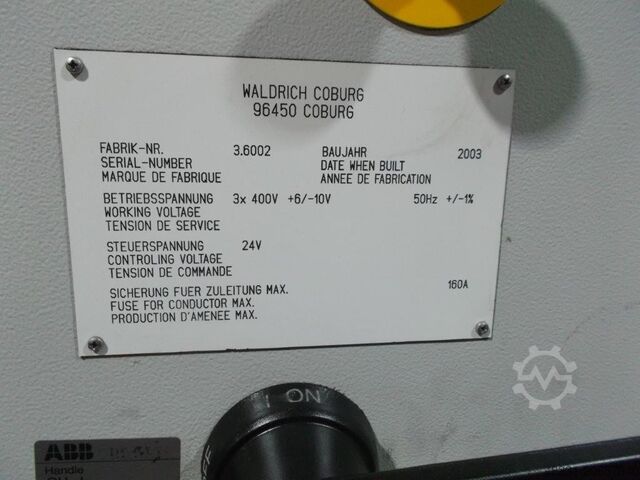 WALDRICH COBURG
96450 COBURG
FABRIK-NR. 3.6002 BAUJAHR 2003
SERIAL-NUMBER DATE WHEN BUILT
MARQUE DE FABRIQUE ANNEE DE FABRICATION
BETRIEBSSPANNUNG 3x 400V +6/-10V 50Hz +/-1%
WORKING VOLTAGE
TENSION DE SERVICE
STEUERSPANNUNG 24V
CONTROLING VOLTAGE
TENSION DE COMMANDE
SICHERUNG FUER ZULEITUNG MAX. 160A
FUSE FOR CONDUCTOR MAX.
PRODUCTION D'AMENEE MAX.
I ON
ABB
Handle